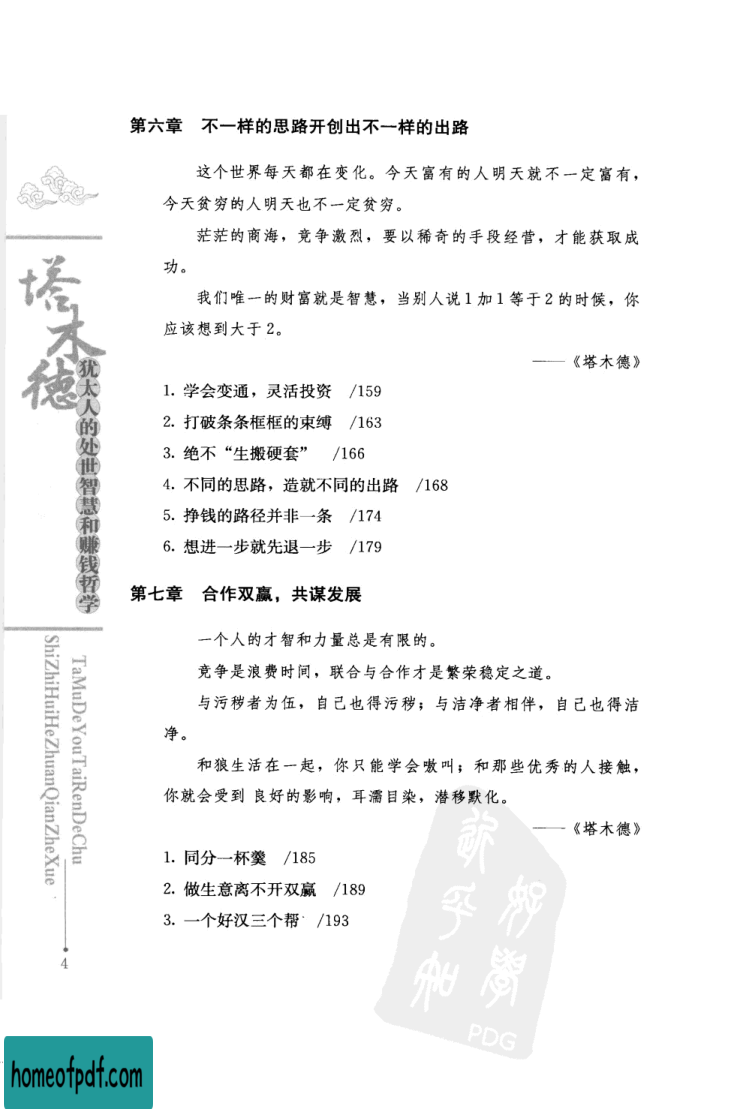 第六章 不一样的思路开创出不一样的出路
这个世界每天都在变化。今天富有的人明天就不一定富有，
今天贫穷的人明天也不一定贫穷。
茫茫的商海，竞争激烈，要以稀奇的手段经营，才能获取成
功。
我们唯一的财富就是智慧，当别人说1加1等于2的时候，你
应该想到大于2。
——《塔木德》
1. 学会变通，灵活投资 /159
2. 打破条条框框的束缚 /163
3. 绝不“生搬硬套” /166
4. 不同的思路，造就不同的出路 /168
5. 挣钱的路径并非一条 /174
6. 想进一步就先退一步 /179
第七章 合作双赢，共谋发展
一个人的才智和力量总是有限的。
竞争是浪费时间，联合与合作才是繁荣稳定之道。
与污秽者为伍，自己也得污秽；与洁净者相伴，自己也得洁
净。
和狼生活在一起，你只能学会嗷叫；和那些优秀的人接触，
你就会受到 良好的影响，耳濡目染，潜移默化。
——《塔木德》
1. 同分一杯羹 /185
2. 做生意离不开双赢 /189
3. 一个好汉三个帮 /193
塔木德
犹太人的处世智慧和赚钱哲学
TaMuDeYouTaiRenDeChu
ShiZhiHuiHeZhuanQianZheXue
4
PDG
homeofpdf.com